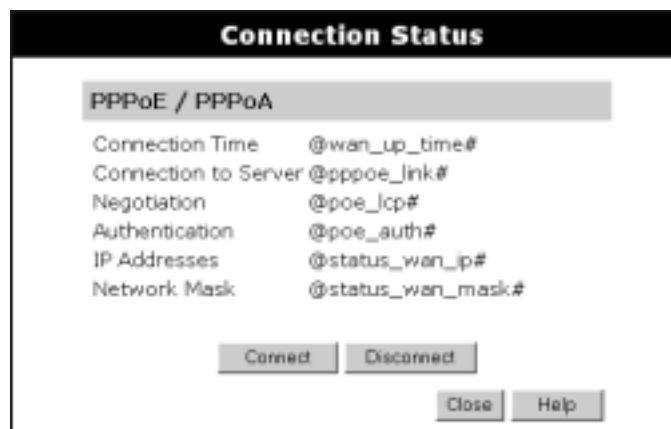 Connection Status
PPPoE / PPPoA
Connection Time @wan_up_time#
Connection to Server @pppoe_link#
Negotiation @poe_lcp#
Authentication @poe_auth#
IP Addresses @status_wan_ip#
Network Mask @status_wan_mask#
Connect Disconnect
Close Help